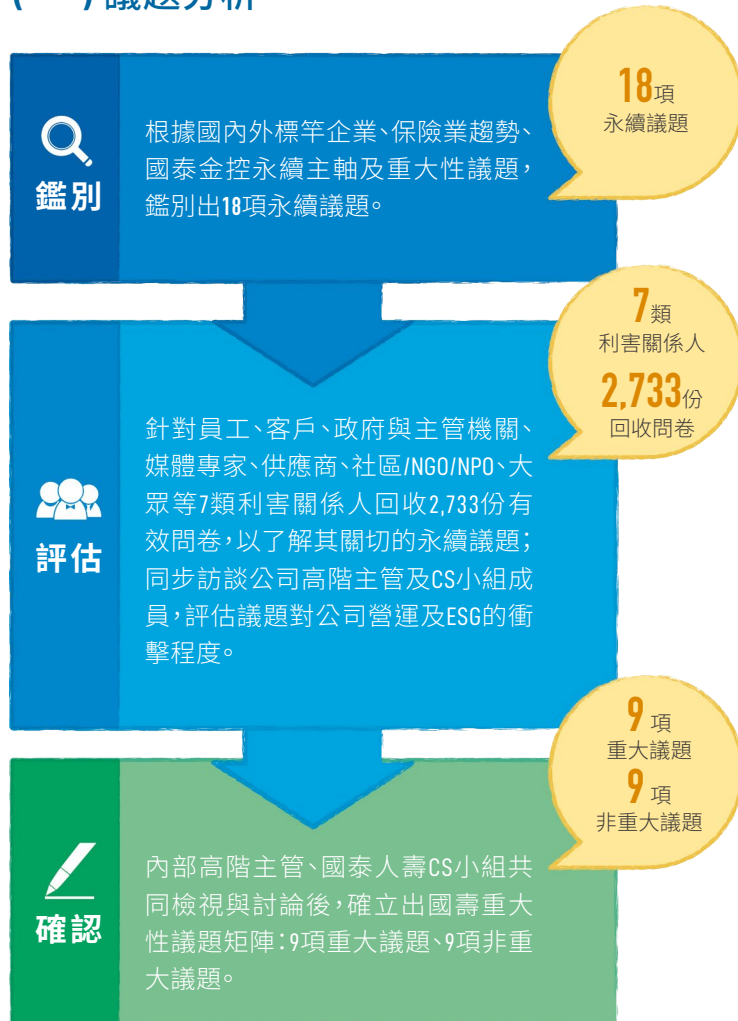 議題分析
鑑別
根據國內外標竿企業、保險業趨勢、
國泰金控永續主軸及重大性議題，
鑑別出18項永續議題。
18項
永續議題
評估
針對員工、客戶、政府與主管機關、
媒體專家、供應商、社區/NGO/NPO、大
眾等7類利害關係人回收2,733份有
效問卷，以了解其關切的永續議題；
同步訪談公司高階主管及CS小組成
員，評估議題對公司營運及ESG的衝
擊程度。
7類
利害關係人
2,733份
回收問卷
確認
內部高階主管、國泰人壽CS小組共
同檢視與討論後，確立出國壽重大
性議題矩陣：9項重大議題、9項非重
大議題。
9項
重大議題
9項
非重大議題